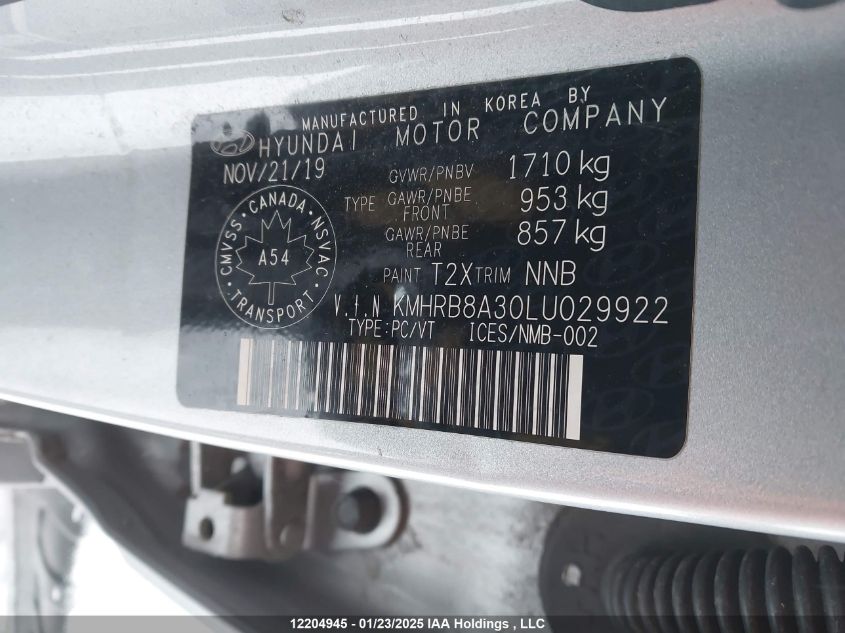 MANUFACTURED IN KOREA BY
HYUNDAI MOTOR COMPANY
NOV/21/19 GVWR/PNBV 1710 kg
TYPE GAWR/PNBE FRONT 953 kg
GAWR/PNBE REAR 857 kg
CANADA · NSVAC · TRANSPORT · CMVSS
A54
PAINT T2X TRIM NNB
V.I.N KMHRB8A30LU029922
TYPE:PC/VT ICES/NMB-002
12204945 - 01/23/2025 IAA Holdings , LLC